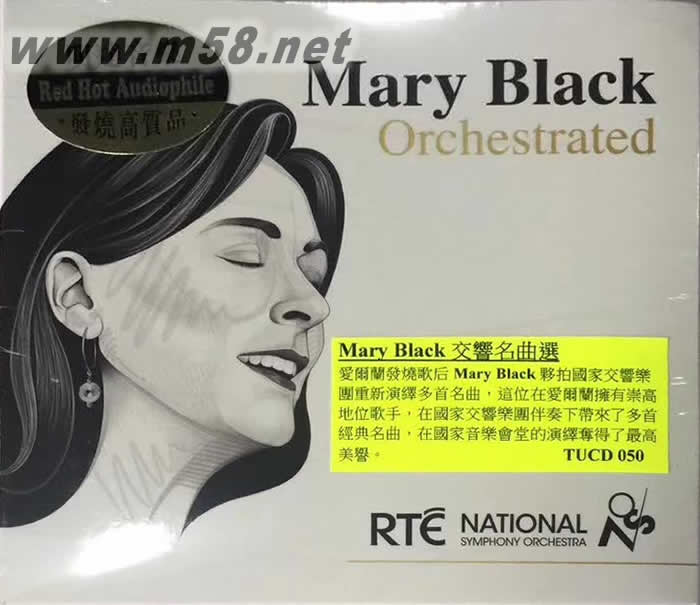 www.m58.net
Red Hot Audiophile
發燒高質品
Mary Black
Orchestrated
Mary Black 交響名曲選
愛爾蘭發燒歌后 Mary Black 夥拍國家交響樂
團重新演繹多首名曲，這位在愛爾蘭擁有崇高
地位歌手，在國家交響樂團伴奏下帶來了多首
經典名曲，在國家音樂會堂的演繹奪得了最高
美譽。 TUCD 050
RTÉ NATIONAL
SYMPHONY ORCHESTRA